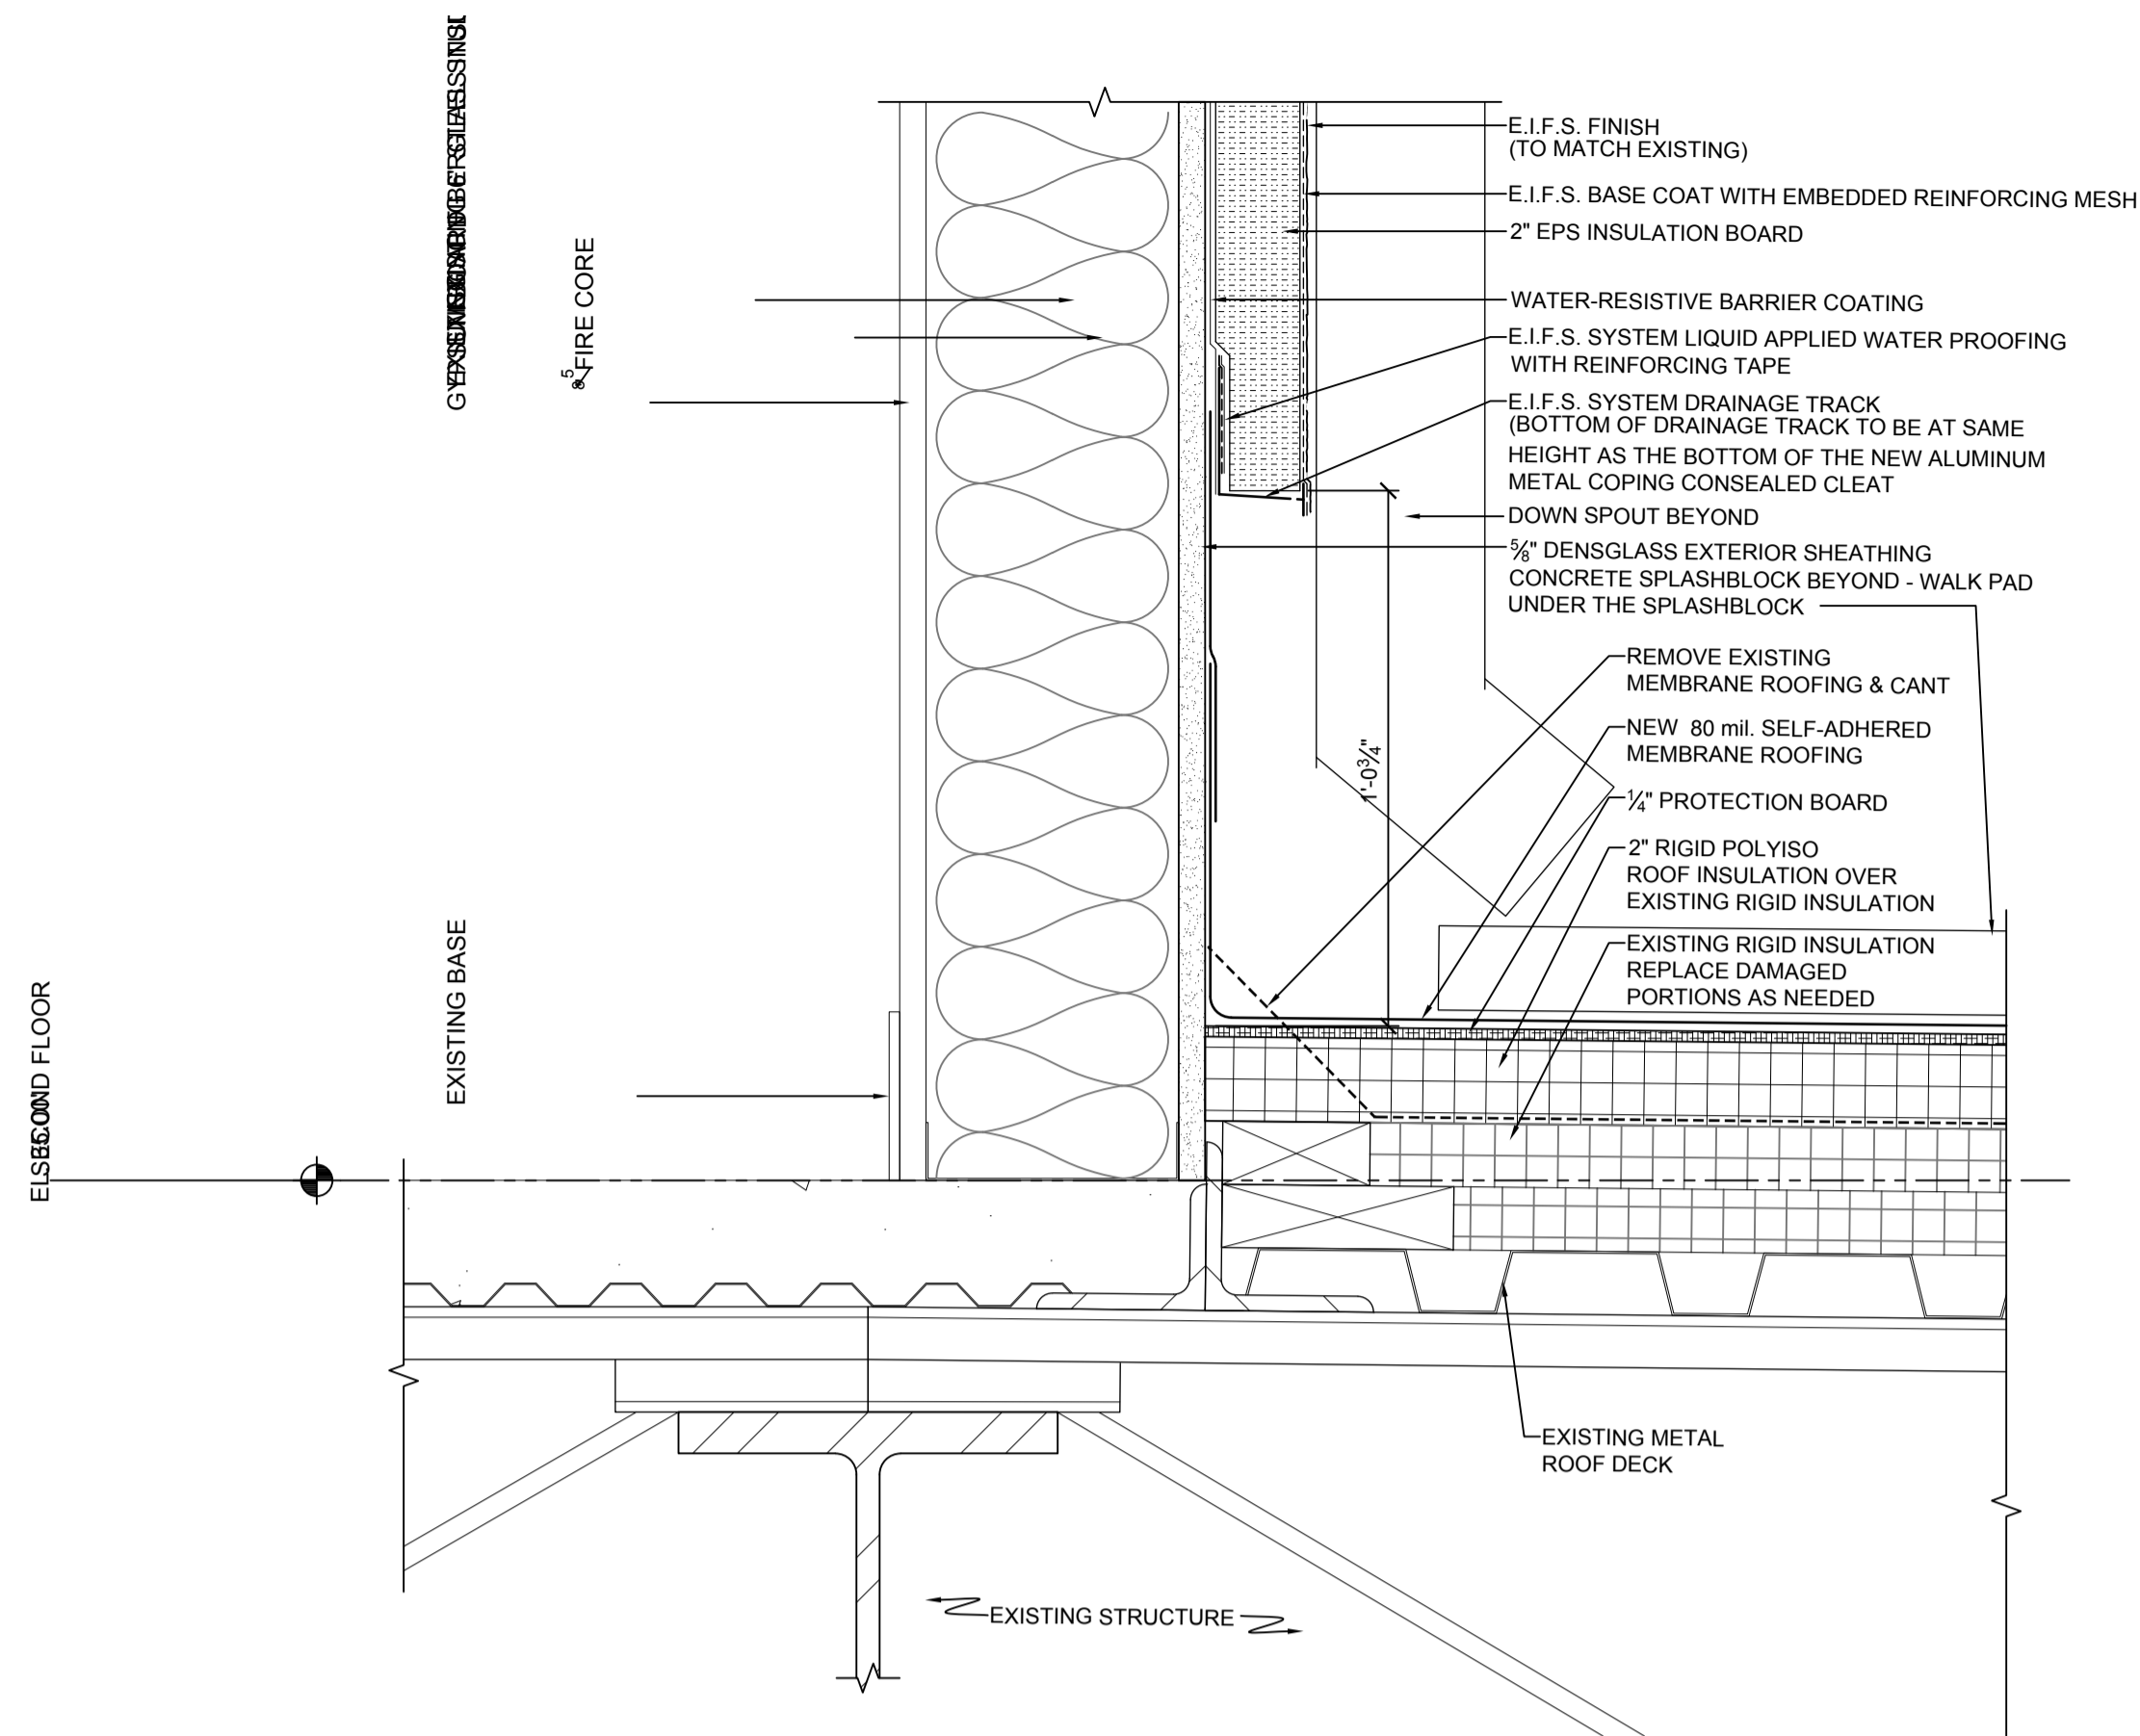 E.I.F.S. FINISH
(TO MATCH EXISTING)
E.I.F.S. BASE COAT WITH EMBEDDED REINFORCING MESH
2" EPS INSULATION BOARD
WATER-RESISTIVE BARRIER COATING
E.I.F.S. SYSTEM LIQUID APPLIED WATER PROOFING
WITH REINFORCING TAPE
E.I.F.S. SYSTEM DRAINAGE TRACK
(BOTTOM OF DRAINAGE TRACK TO BE AT SAME
HEIGHT AS THE BOTTOM OF THE NEW ALUMINUM
METAL COPING CONSEALED CLEAT
DOWN SPOUT BEYOND
⅝" DENSGLASS EXTERIOR SHEATHING
CONCRETE SPLASHBLOCK BEYOND - WALK PAD
UNDER THE SPLASHBLOCK
REMOVE EXISTING
MEMBRANE ROOFING & CANT
NEW 80 mil. SELF-ADHERED
MEMBRANE ROOFING
¼" PROTECTION BOARD
2" RIGID POLYISO
ROOF INSULATION OVER
EXISTING RIGID INSULATION
EXISTING RIGID INSULATION
REPLACE DAMAGED
PORTIONS AS NEEDED
1'-0¾"
⅝ FIRE CORE
EXISTING BASE
SECOND FLOOR
EXISTING METAL
ROOF DECK
EXISTING STRUCTURE